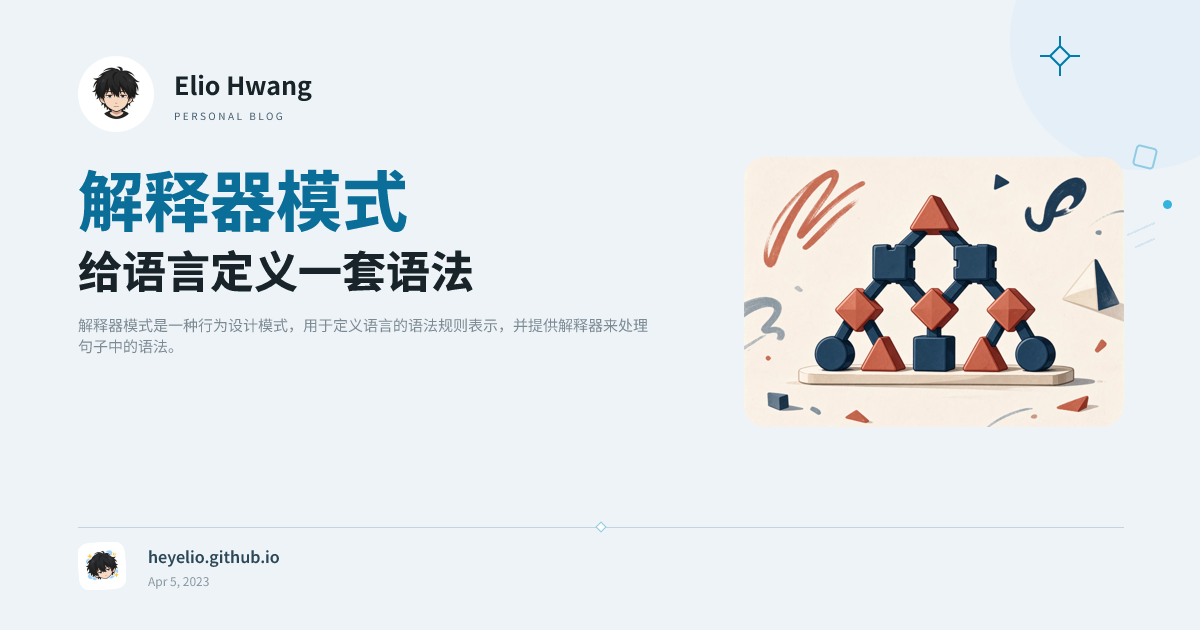 Elio Hwang
PERSONAL BLOG
解释器模式
给语言定义一套语法
解释器模式是一种行为设计模式，用于定义语言的语法规则表示，并提供解释器来处理
句子中的语法。
heyelio.github.io
Apr 5, 2023